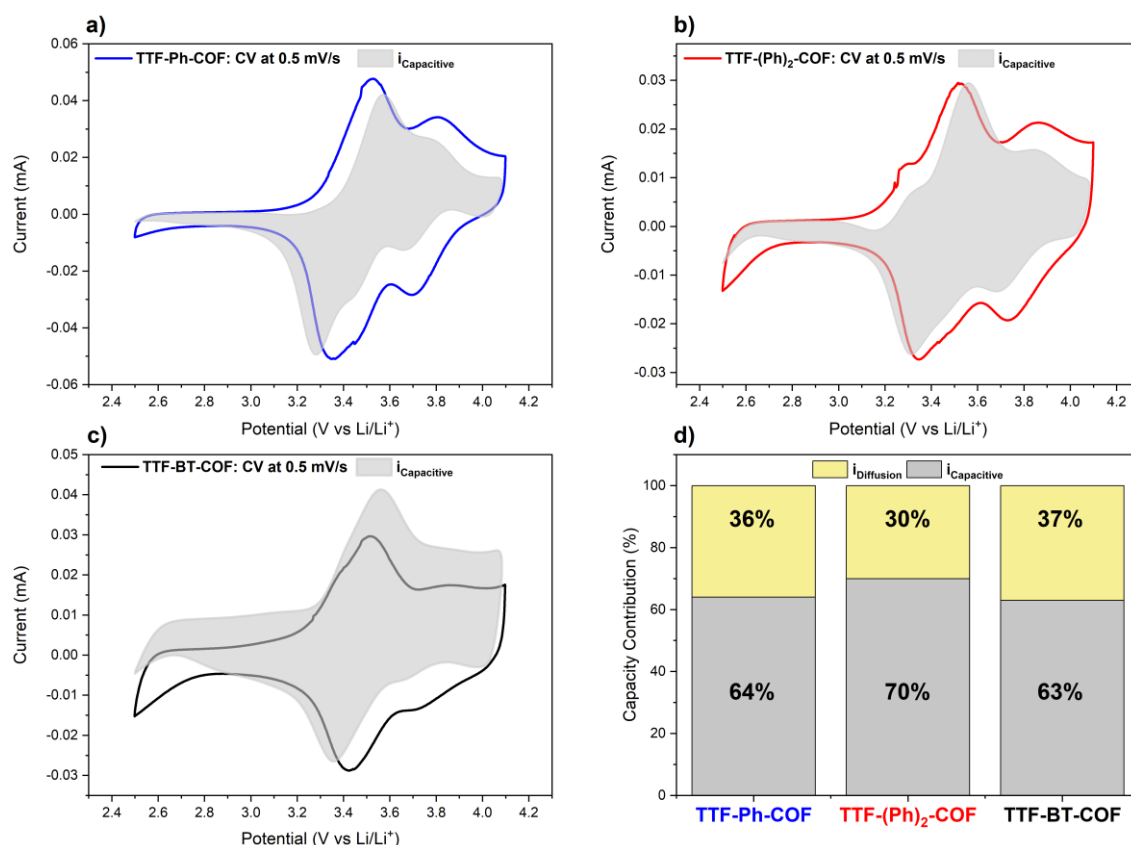 a)
TTF-Ph-COF: CV at 0.5 mV/s
i_Capacitive
0.06
0.04
0.02
0.00
-0.02
-0.04
-0.06
Current (mA)
2.4 2.6 2.8 3.0 3.2 3.4 3.6 3.8 4.0 4.2
Potential (V vs Li/Li⁺)
b)
TTF-(Ph)₂-COF: CV at 0.5 mV/s
i_Capacitive
0.03
0.02
0.01
0.00
-0.01
-0.02
-0.03
Current (mA)
2.4 2.6 2.8 3.0 3.2 3.4 3.6 3.8 4.0 4.2
Potential (V vs Li/Li⁺)
c)
TTF-BT-COF: CV at 0.5 mV/s
i_Capacitive
0.05
0.04
0.03
0.02
0.01
0.00
-0.01
-0.02
-0.03
Current (mA)
2.4 2.6 2.8 3.0 3.2 3.4 3.6 3.8 4.0 4.2
Potential (V vs Li/Li⁺)
d)
i_Diffusion
i_Capacitive
100
80
60
40
20
0
Capacity Contribution (%)
36% 30% 37%
64% 70% 63%
TTF-Ph-COF TTF-(Ph)₂-COF TTF-BT-COF